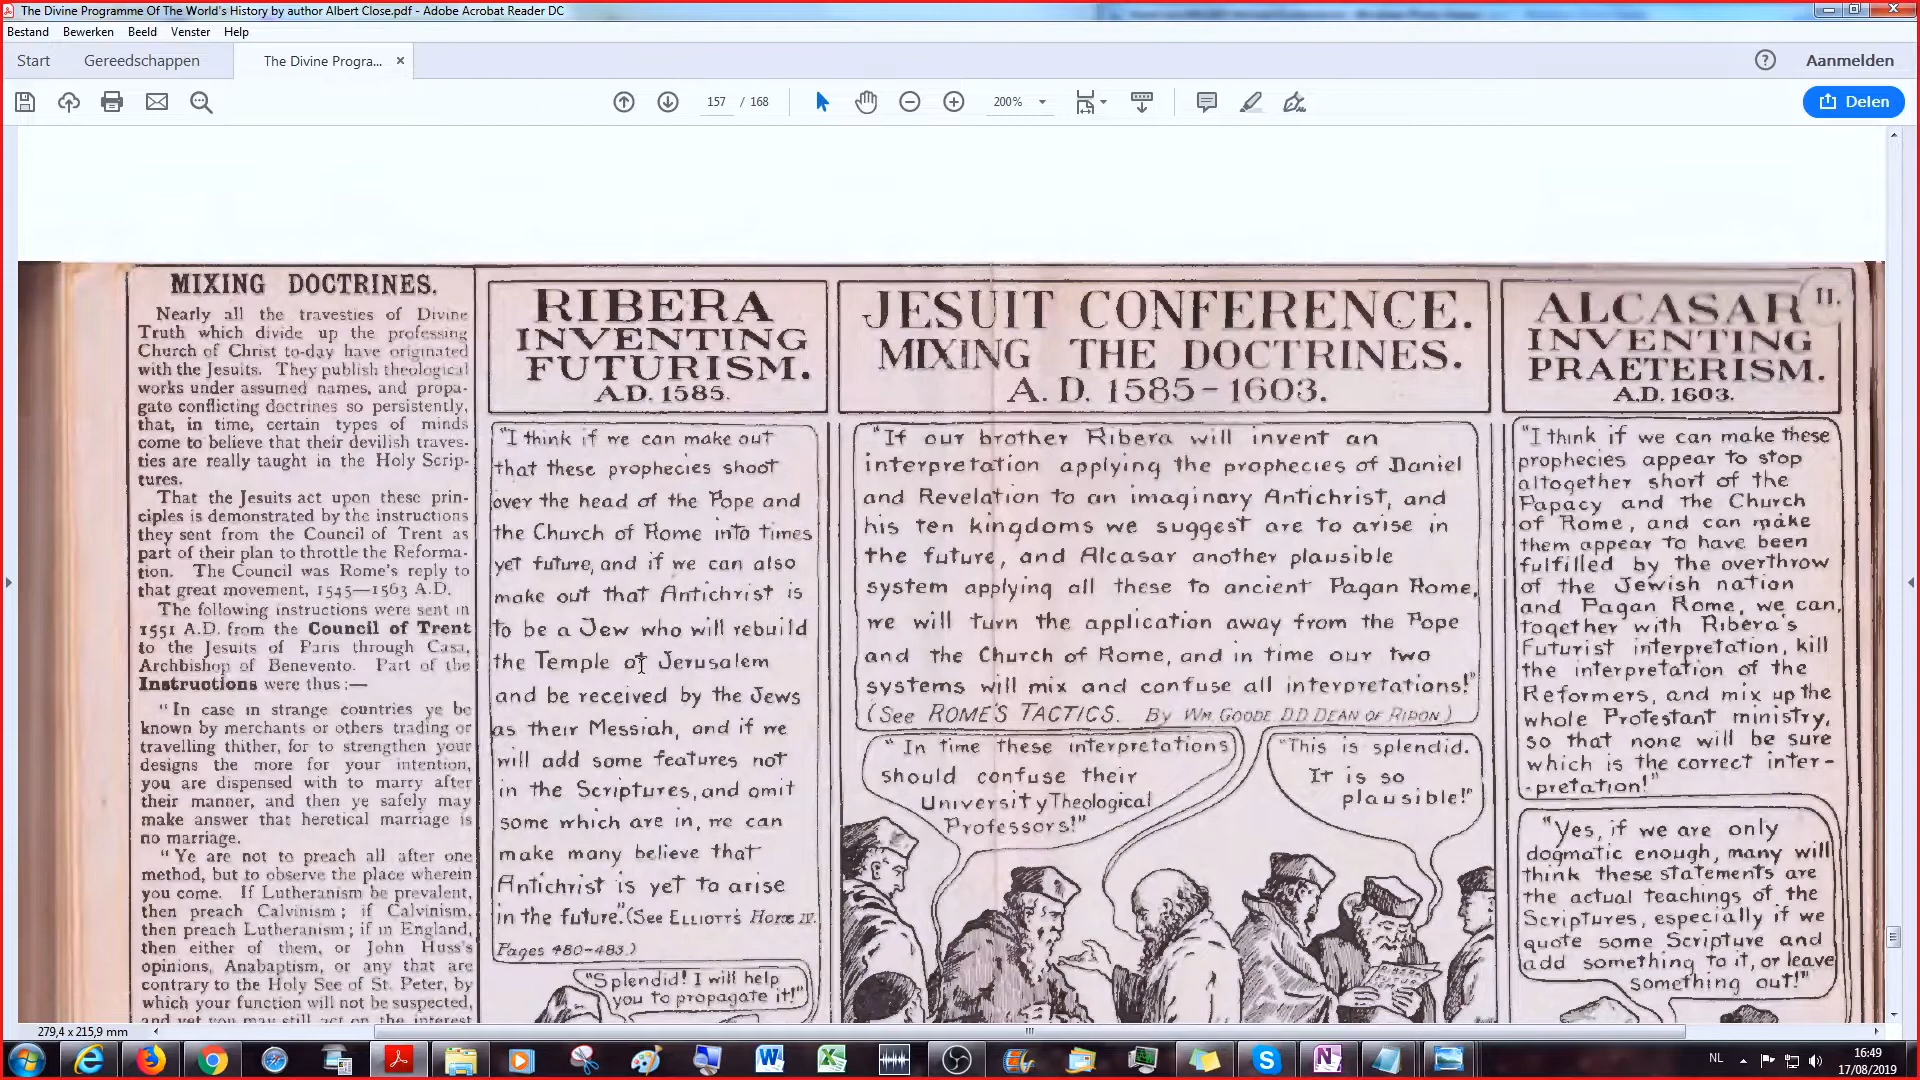 The Divine Programme Of The World's History by author Albert Close.pdf - Adobe Acrobat Reader DC
Bestand Bewerken Beeld Venster Help
Start Gereedschappen The Divine Progra... Aanmelden
157 / 168 200% Delen
MIXING DOCTRINES.
Nearly all the travesties of Divine
Truth which divide up the professing
Church of Christ to-day have originated
with the Jesuits. They publish theological
works under assumed names, and propa-
gate conflicting doctrines so persistently,
that, in time, certain types of minds
come to believe that their devilish traves-
ties are really taught in the Holy Scrip-
tures.
That the Jesuits act upon these prin-
ciples is demonstrated by the instructions
they sent from the Council of Trent as
part of their plan to throttle the Reforma-
tion. The Council was Rome's reply to
that great movement, 1545—1563 A.D.
The following instructions were sent in
1551 A.D. from the Council of Trent
to the Jesuits of Paris through Casa,
Archbishop of Benevento. Part of the
Instructions were thus :—
"In case in strange countries ye be
known by merchants or others trading or
travelling thither, for to strengthen your
designs the more for your intention,
you are dispensed with to marry after
their manner, and then ye safely may
make answer that heretical marriage is
no marriage.
"Ye are not to preach all after one
method, but to observe the place wherein
you come. If Lutheranism be prevalent,
then preach Calvinism ; if Calvinism,
then preach Lutheranism ; if in England,
then either of them, or John Huss's
opinions, Anabaptism, or any that are
contrary to the Holy See of St. Peter, by
which your function will not be suspected,
and yet you may still act on the interest
RIBERA
INVENTING
FUTURISM.
A.D. 1585.
"I think if we can make out
that these prophecies shoot
over the head of the Pope and
the Church of Rome into times
yet future, and if we can also
make out that Antichrist is
to be a Jew who will rebuild
the Temple of Jerusalem
and be received by the Jews
as their Messiah, and if we
will add some features not
in the Scriptures, and omit
some which are in, we can
make many believe that
Antichrist is yet to arise
in the future." (See ELLIOTT'S Horæ IV.
Pages 480-483.)
"Splendid! I will help
you to propagate it!"
JESUIT CONFERENCE.
MIXING THE DOCTRINES.
A. D. 1585-1603.
"If our brother Ribera will invent an
interpretation applying the prophecies of Daniel
and Revelation to an imaginary Antichrist, and
his ten kingdoms we suggest are to arise in
the future, and Alcasar another plausible
system applying all these to ancient Pagan Rome,
we will turn the application away from the Pope
and the Church of Rome, and in time our two
systems will mix and confuse all interpretations!"
(See ROME'S TACTICS. By WM. GOODE D.D. DEAN OF RIPON)
"In time these interpretations
should confuse their
University Theological
Professors!"
"This is splendid.
It is so
plausible!"
11.
ALCASAR
INVENTING
PRAETERISM.
A.D. 1603.
"I think if we can make these
prophecies appear to stop
altogether short of the
Papacy and the Church
of Rome, and can make
them appear to have been
fulfilled by the overthrow
of the Jewish nation
and Pagan Rome, we can,
together with Ribera's
Futurist interpretation, kill
the interpretation of the
Reformers, and mix up the
whole Protestant ministry,
so that none will be sure
which is the correct inter-
-pretation!"
"Yes, if we are only
dogmatic enough, many will
think these statements are
the actual teachings of the
Scriptures, especially if we
quote some Scripture and
add something to it, or leave
something out!"
279,4 x 215,9 mm
NL 16:49
17/08/2019